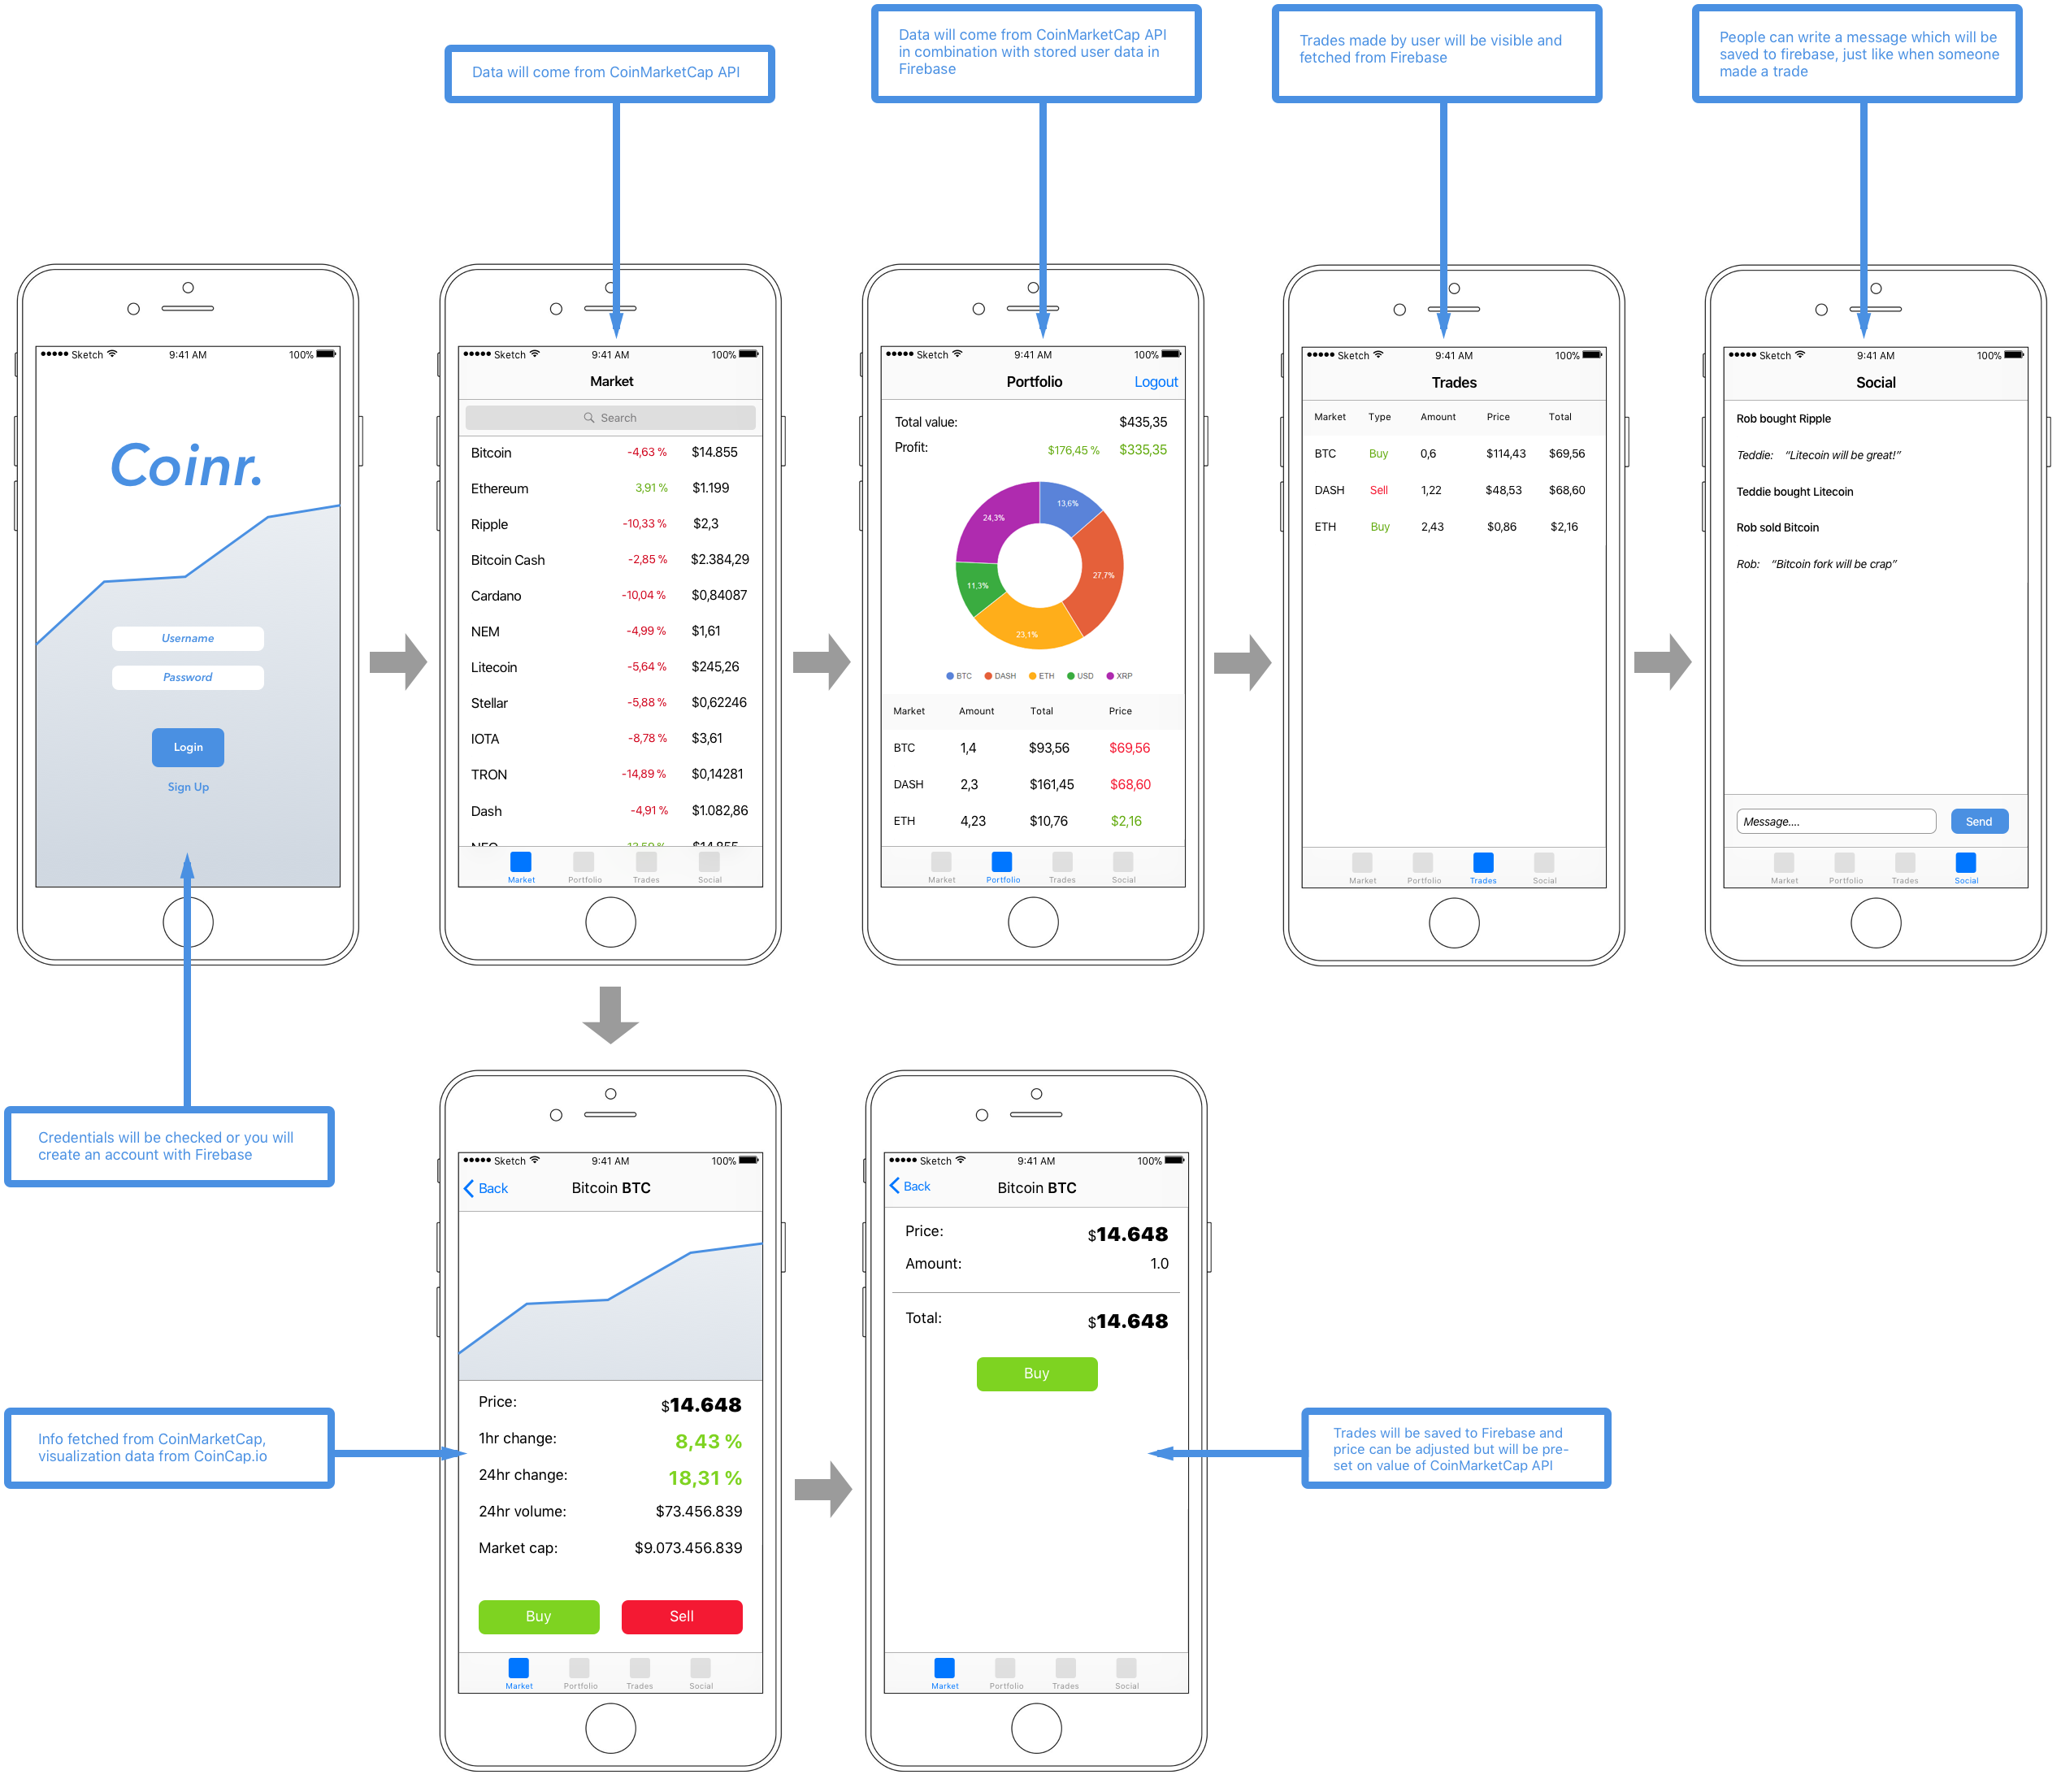 Data will come from CoinMarketCap API
Data will come from CoinMarketCap API
in combination with stored user data in
Firebase
Trades made by user will be visible and
fetched from Firebase
People can write a message which will be
saved to firebase, just like when someone
made a trade
Sketch 9:41 AM 100%
Coinr.
Username
Password
Login
Sign Up
Credentials will be checked or you will
create an account with Firebase
Sketch 9:41 AM 100%
Market
Search
Bitcoin -4,63 % $14.855
Ethereum 3,91 % $1.199
Ripple -10,33 % $2,3
Bitcoin Cash -2,85 % $2.384,29
Cardano -10,04 % $0,84087
NEM -4,99 % $1,61
Litecoin -5,64 % $245,26
Stellar -5,88 % $0,62246
IOTA -8,78 % $3,61
TRON -14,89 % $0,14281
Dash -4,91 % $1.082,86
Market Portfolio Trades Social
Sketch 9:41 AM 100%
Portfolio Logout
Total value: $435,35
Profit: $176,45 % $335,35
13,6%
24,3%
27,7%
11,3%
23,1%
BTC DASH ETH USD XRP
Market Amount Total Price
BTC 1,4 $93,56 $69,56
DASH 2,3 $161,45 $68,60
ETH 4,23 $10,76 $2,16
Market Portfolio Trades Social
Sketch 9:41 AM 100%
Trades
Market Type Amount Price Total
BTC Buy 0,6 $114,43 $69,56
DASH Sell 1,22 $48,53 $68,60
ETH Buy 2,43 $0,86 $2,16
Market Portfolio Trades Social
Sketch 9:41 AM 100%
Social
Rob bought Ripple
Teddie: “Litecoin will be great!”
Teddie bought Litecoin
Rob sold Bitcoin
Rob: “Bitcoin fork will be crap”
Message.... Send
Market Portfolio Trades Social
Info fetched from CoinMarketCap,
visualization data from CoinCap.io
Sketch 9:41 AM 100%
Back Bitcoin BTC
Price: $14.648
1hr change: 8,43 %
24hr change: 18,31 %
24hr volume: $73.456.839
Market cap: $9.073.456.839
Buy Sell
Market Portfolio Trades Social
Sketch 9:41 AM 100%
Back Bitcoin BTC
Price: $14.648
Amount: 1.0
Total: $14.648
Buy
Market Portfolio Trades Social
Trades will be saved to Firebase and
price can be adjusted but will be pre-
set on value of CoinMarketCap API